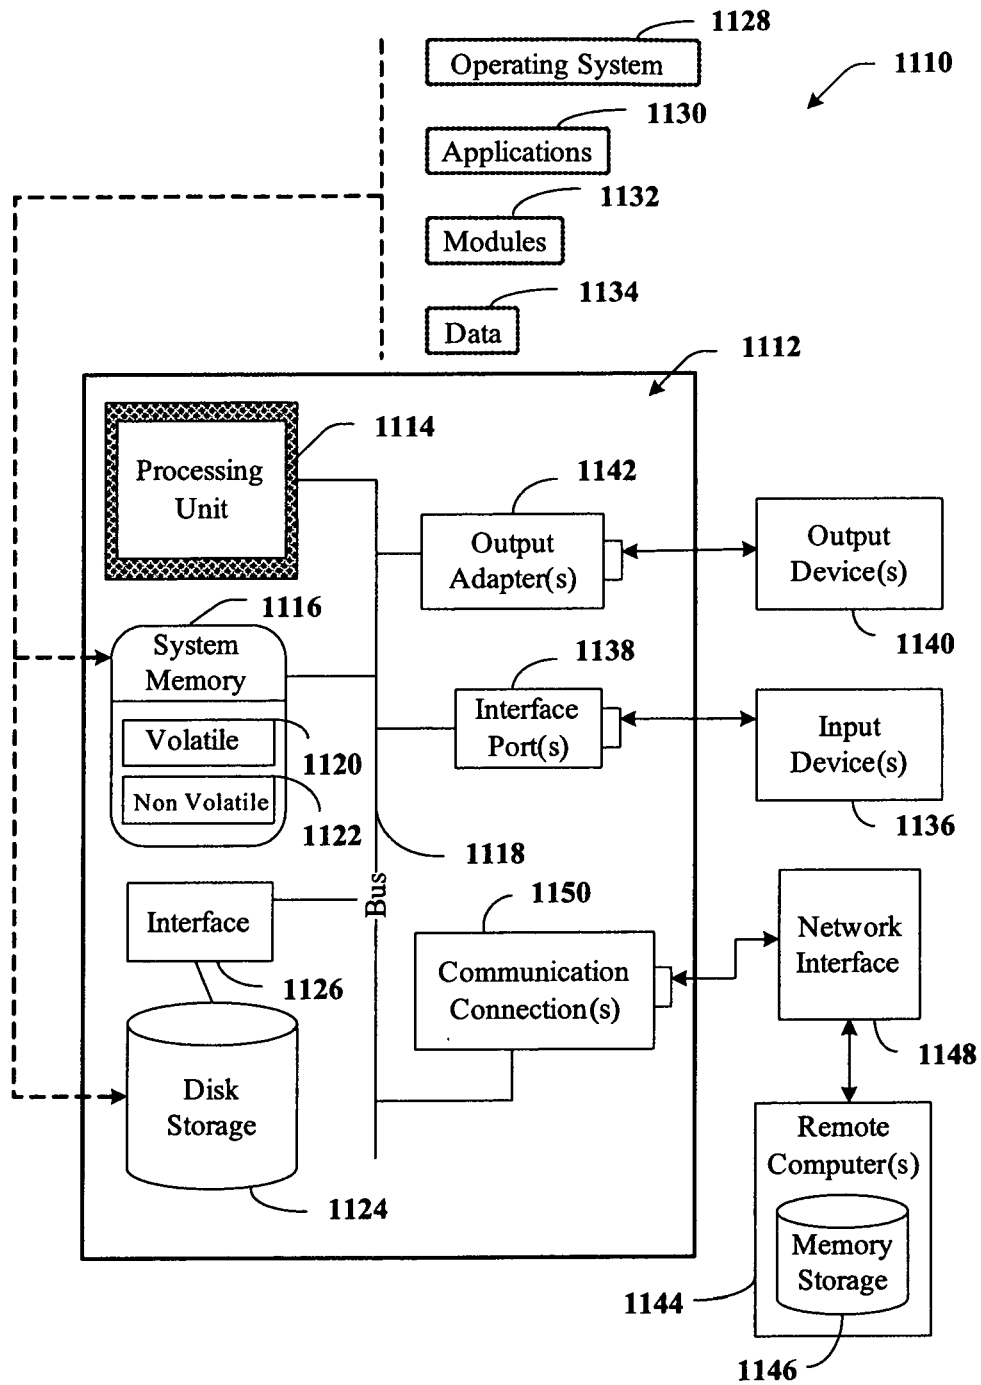 1128
Operating System
1110
1130
Applications
1132
Modules
1134
Data
1112
1114
Processing
Unit
1142
Output
Adapter(s)
Output
Device(s)
1140
1116
System
Memory
Volatile
1120
Non Volatile
1122
1138
Interface
Port(s)
Input
Device(s)
1136
1118
Bus
Interface
1126
1150
Communication
Connection(s)
Network
Interface
1148
Disk
Storage
1124
Remote
Computer(s)
Memory
Storage
1144
1146